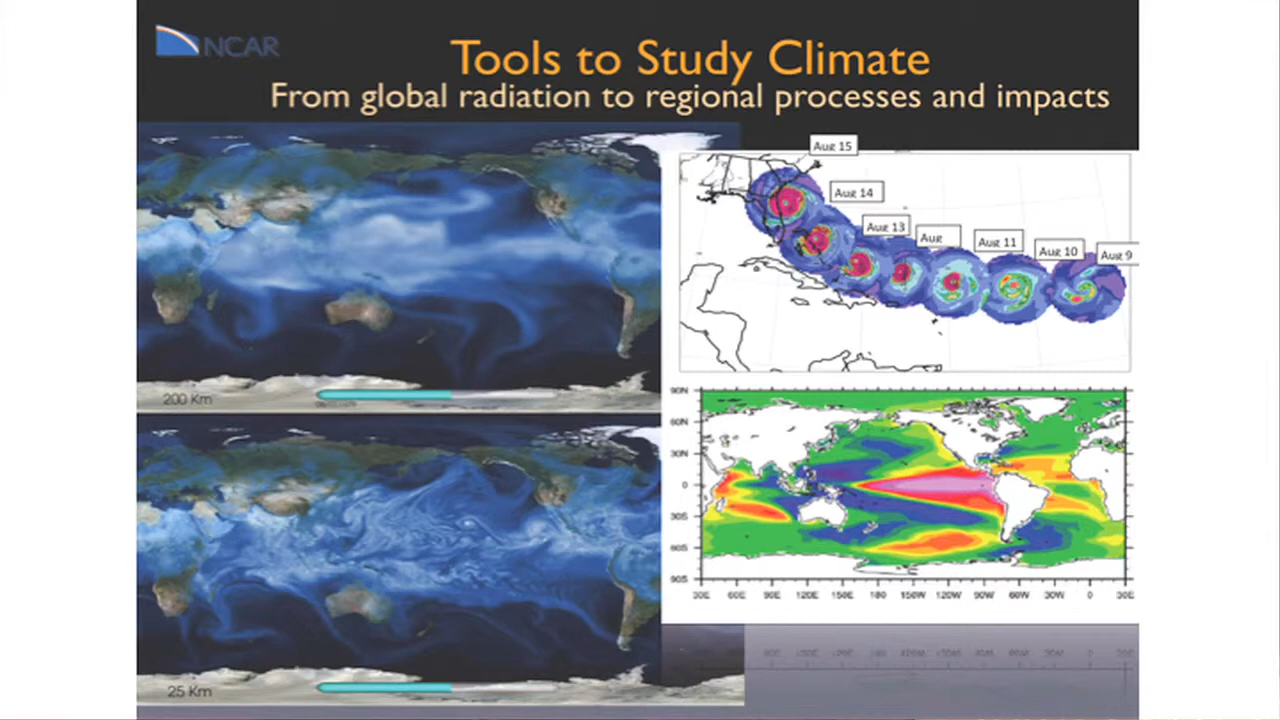 NCAR
Tools to Study Climate
From global radiation to regional processes and impacts
Aug 15
Aug 14
Aug 13
Aug
Aug 11
Aug 10
Aug 9
200 Km
25 Km
90N
60N
30N
0
30S
60S
90S
30E 60E 90E 120E 150E 180 150W 120W 90W 60W 30W 0 30E